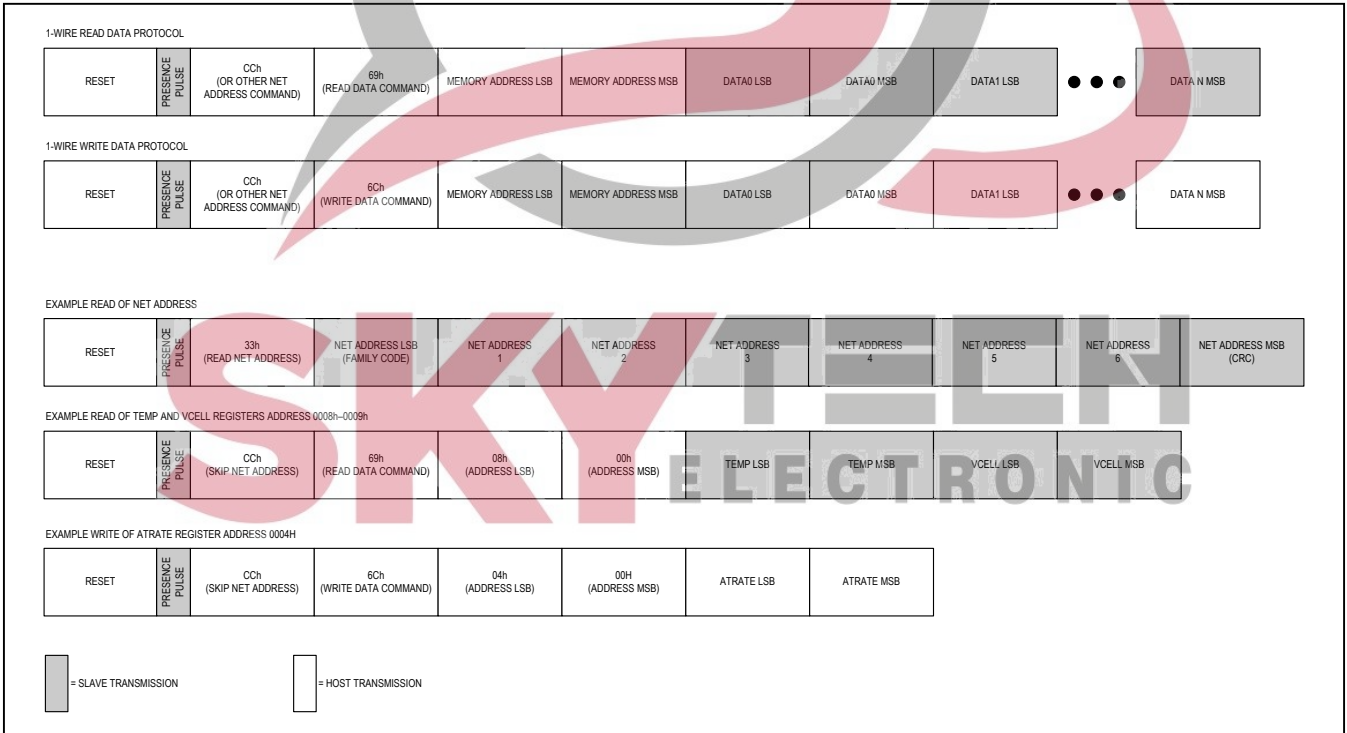 1-WIRE READ DATA PROTOCOL
RESET
PRESENCE
PULSE
CCh
(OR OTHER NET
ADDRESS COMMAND)
69h
(READ DATA COMMAND)
MEMORY ADDRESS LSB
MEMORY ADDRESS MSB
DATA0 LSB
DATA0 MSB
DATA1 LSB
DATA N MSB
1-WIRE WRITE DATA PROTOCOL
RESET
PRESENCE
PULSE
CCh
(OR OTHER NET
ADDRESS COMMAND)
6Ch
(WRITE DATA COMMAND)
MEMORY ADDRESS LSB
MEMORY ADDRESS MSB
DATA0 LSB
DATA0 MSB
DATA1 LSB
DATA N MSB
EXAMPLE READ OF NET ADDRESS
RESET
PRESENCE
PULSE
33h
(READ NET ADDRESS)
NET ADDRESS LSB
(FAMILY CODE)
NET ADDRESS
1
NET ADDRESS
2
NET ADDRESS
3
NET ADDRESS
4
NET ADDRESS
5
NET ADDRESS
6
NET ADDRESS MSB
(CRC)
EXAMPLE READ OF TEMP AND VCELL REGISTERS ADDRESS 0008h–0009h
RESET
PRESENCE
PULSE
CCh
(SKIP NET ADDRESS)
69h
(READ DATA COMMAND)
08h
(ADDRESS LSB)
00h
(ADDRESS MSB)
TEMP LSB
TEMP MSB
VCELL LSB
VCELL MSB
EXAMPLE WRITE OF ATRATE REGISTER ADDRESS 0004H
RESET
PRESENCE
PULSE
CCh
(SKIP NET ADDRESS)
6Ch
(WRITE DATA COMMAND)
04h
(ADDRESS LSB)
00H
(ADDRESS MSB)
ATRATE LSB
ATRATE MSB
= SLAVE TRANSMISSION
= HOST TRANSMISSION
SKYTECH
ELECTRONIC